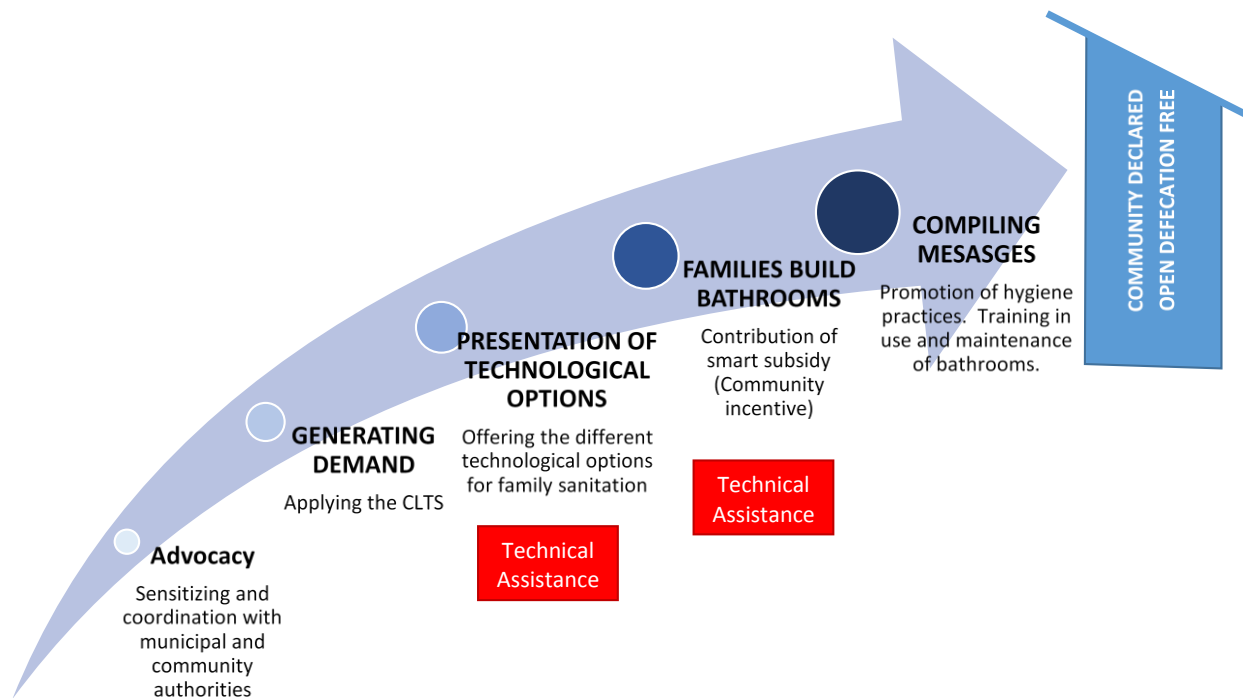 Advocacy
Sensitizing and
coordination with
municipal and
community
authorities
GENERATING
DEMAND
Applying the CLTS
PRESENTATION OF
TECHNOLOGICAL
OPTIONS
Offering the different
technological options
for family sanitation
Technical
Assistance
FAMILIES BUILD
BATHROOMS
Contribution of
smart subsidy
(Community
incentive)
Technical
Assistance
COMPILING
MESASGES
Promotion of hygiene
practices.  Training in
use and maintenance
of bathrooms.
COMMUNITY DECLARED
OPEN DEFECATION FREE